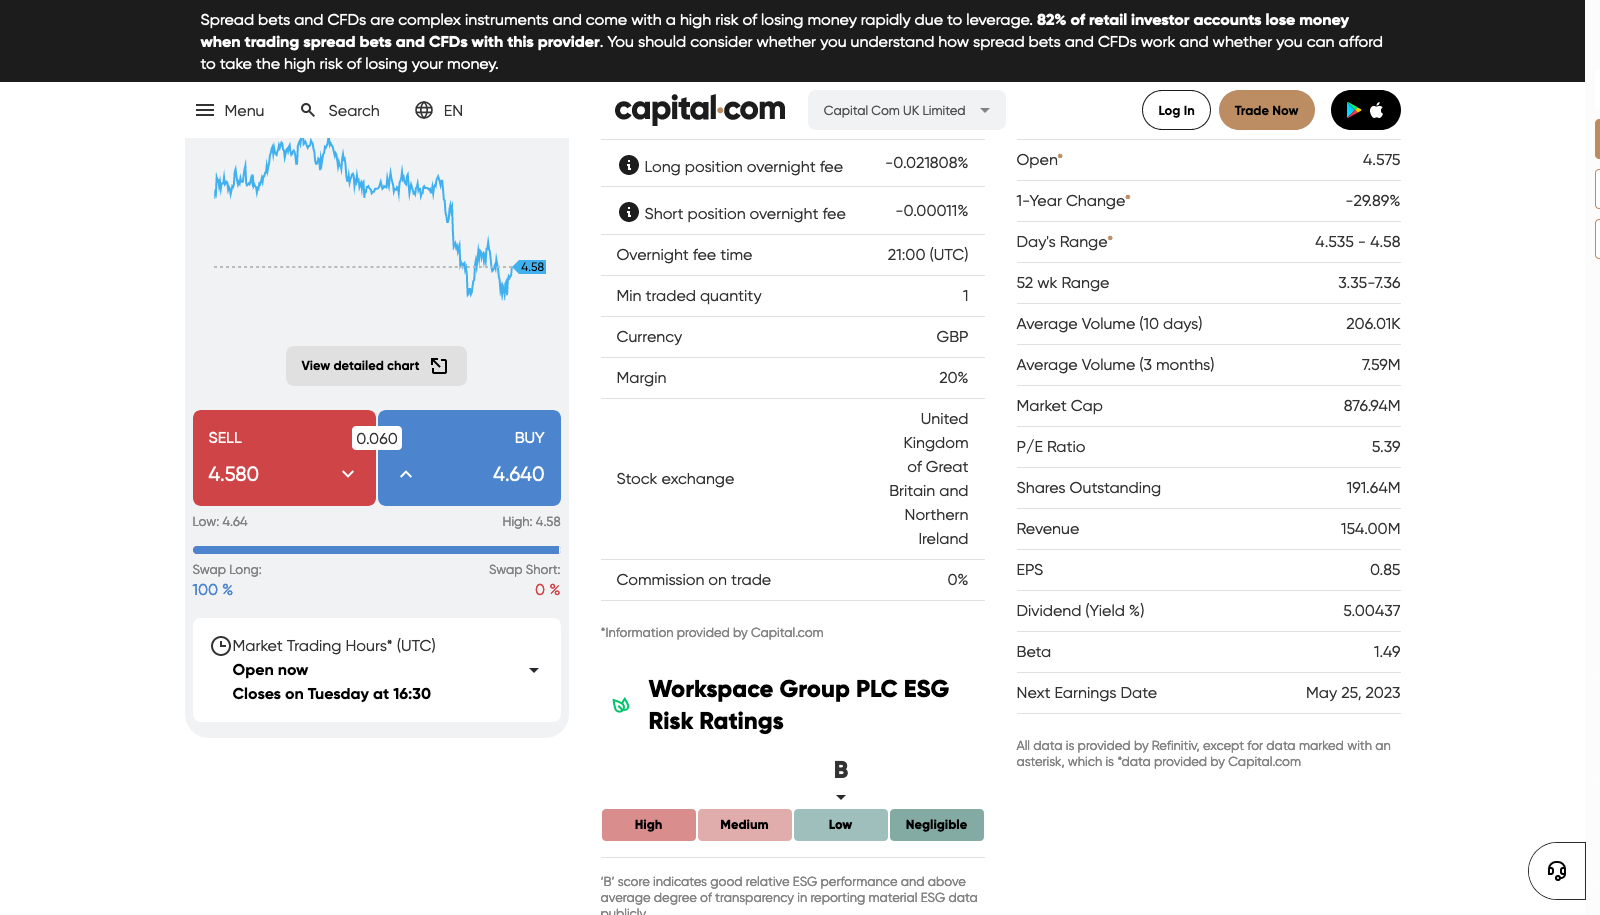 Spread bets and CFDs are complex instruments and come with a high risk of losing money rapidly due to leverage. 82% of retail investor accounts lose money
when trading spread bets and CFDs with this provider. You should consider whether you understand how spread bets and CFDs work and whether you can afford
to take the high risk of losing your money.
Menu
Search
EN
capital.com
Capital Com UK Limited
Log In
Trade Now
4.58
View detailed chart
SELL
4.580
0.060
BUY
4.640
Low: 4.64
High: 4.58
Swap Long:
100 %
Swap Short:
0 %
Market Trading Hours* (UTC)
Open now
Closes on Tuesday at 16:30
Long position overnight fee -0.021808%
Short position overnight fee -0.00011%
Overnight fee time 21:00 (UTC)
Min traded quantity 1
Currency GBP
Margin 20%
Stock exchange
United
Kingdom
of Great
Britain and
Northern
Ireland
Commission on trade 0%
*Information provided by Capital.com
Workspace Group PLC ESG
Risk Ratings
B
High
Medium
Low
Negligible
'B' score indicates good relative ESG performance and above
average degree of transparency in reporting material ESG data
publicly
Open* 4.575
1-Year Change* -29.89%
Day's Range* 4.535 - 4.58
52 wk Range 3.35-7.36
Average Volume (10 days) 206.01K
Average Volume (3 months) 7.59M
Market Cap 876.94M
P/E Ratio 5.39
Shares Outstanding 191.64M
Revenue 154.00M
EPS 0.85
Dividend (Yield %) 5.00437
Beta 1.49
Next Earnings Date May 25, 2023
All data is provided by Refinitiv, except for data marked with an
asterisk, which is *data provided by Capital.com